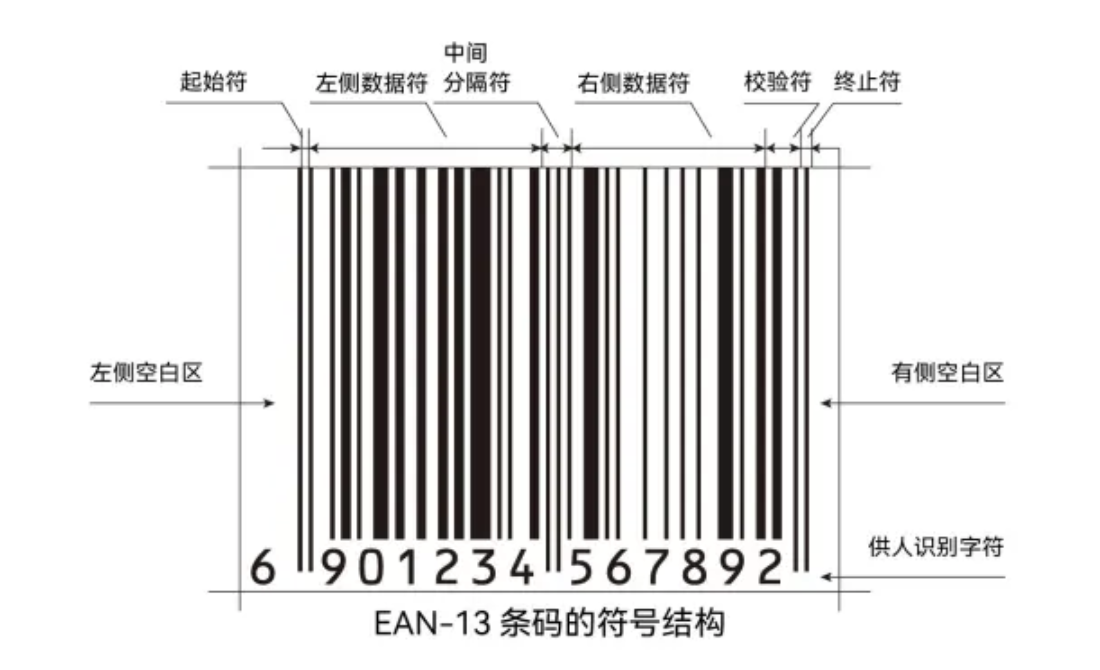 中间
起始符
左侧数据符
分隔符
右侧数据符
校验符
终止符
左侧空白区
有侧空白区
供人识别字符
6 901234 567892
EAN-13 条码的符号结构